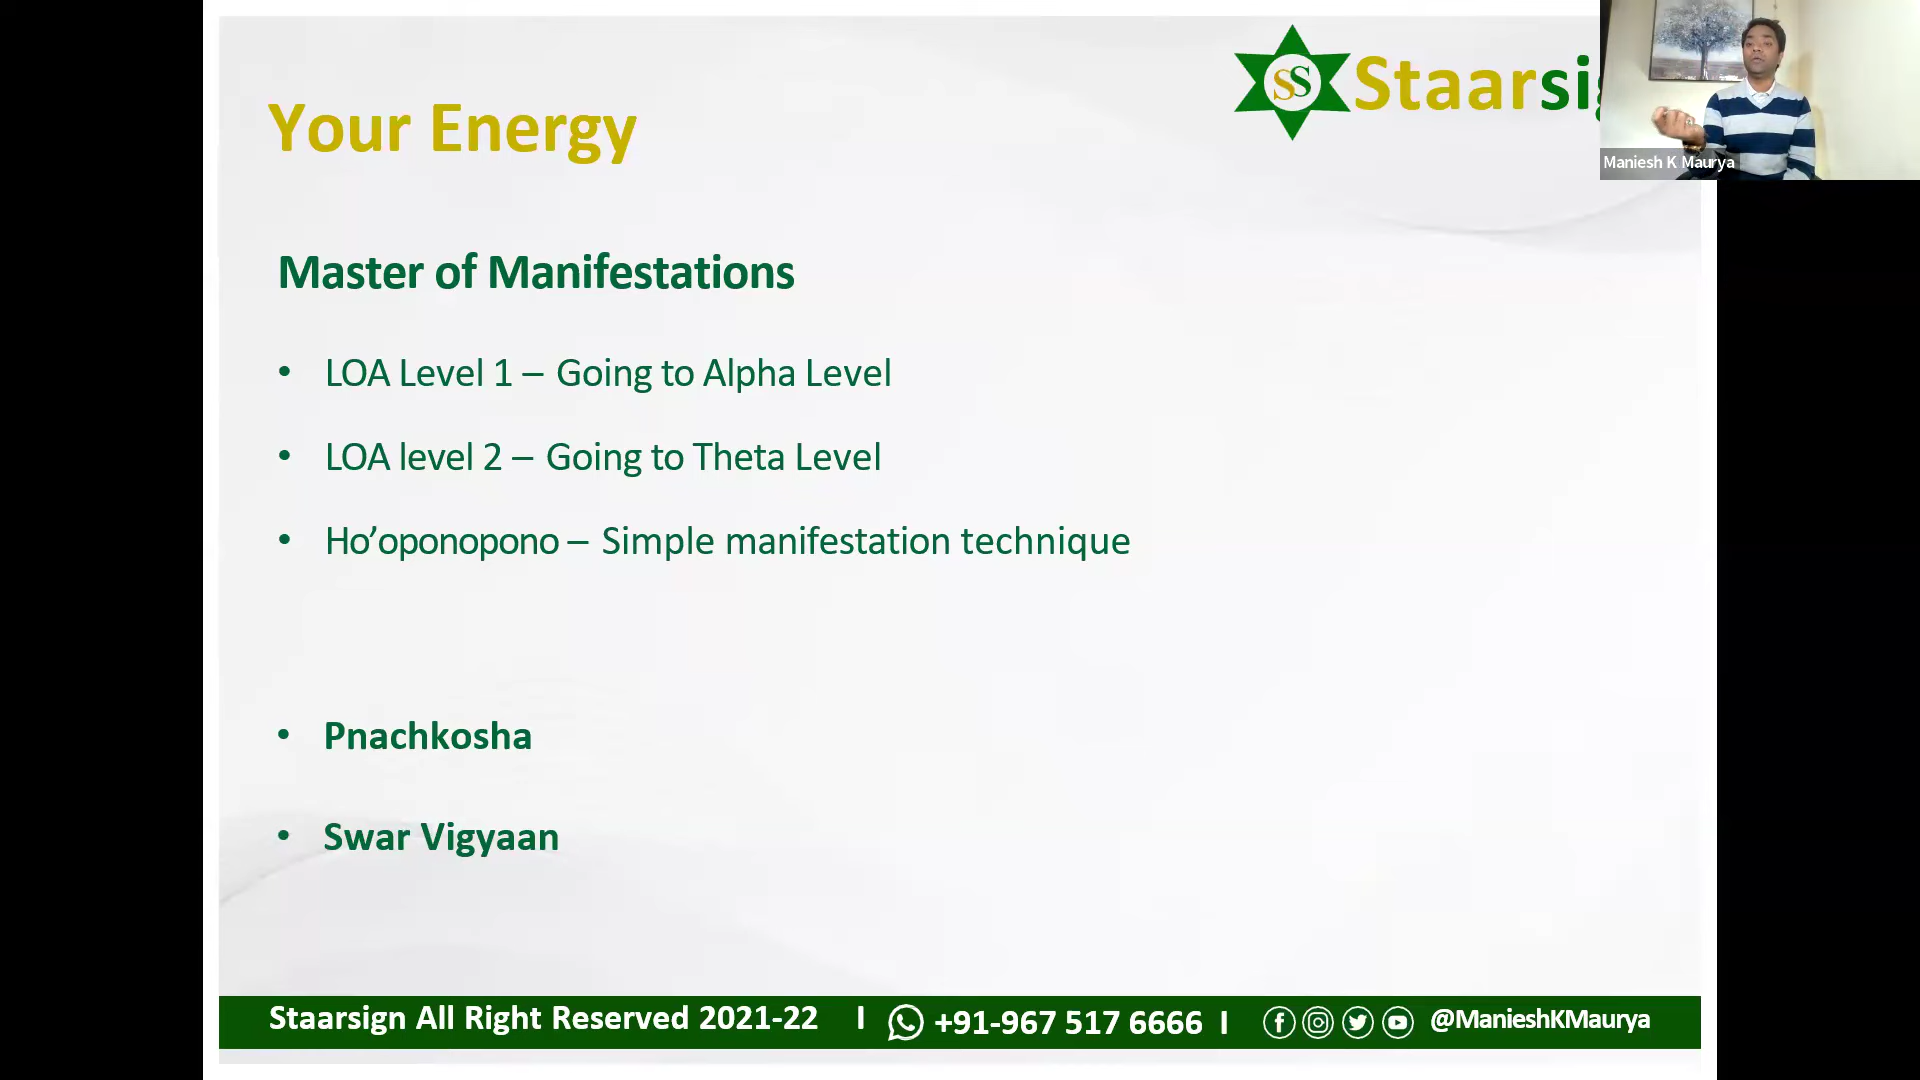 SS Staarsi
Maniesh K Maurya
Your Energy
Master of Manifestations
• LOA Level 1 – Going to Alpha Level
• LOA level 2 – Going to Theta Level
• Ho’oponopono – Simple manifestation technique
• Pnachkosha
• Swar Vigyaan
Staarsign All Right Reserved 2021-22 I +91-967 517 6666 I @ManieshKMaurya